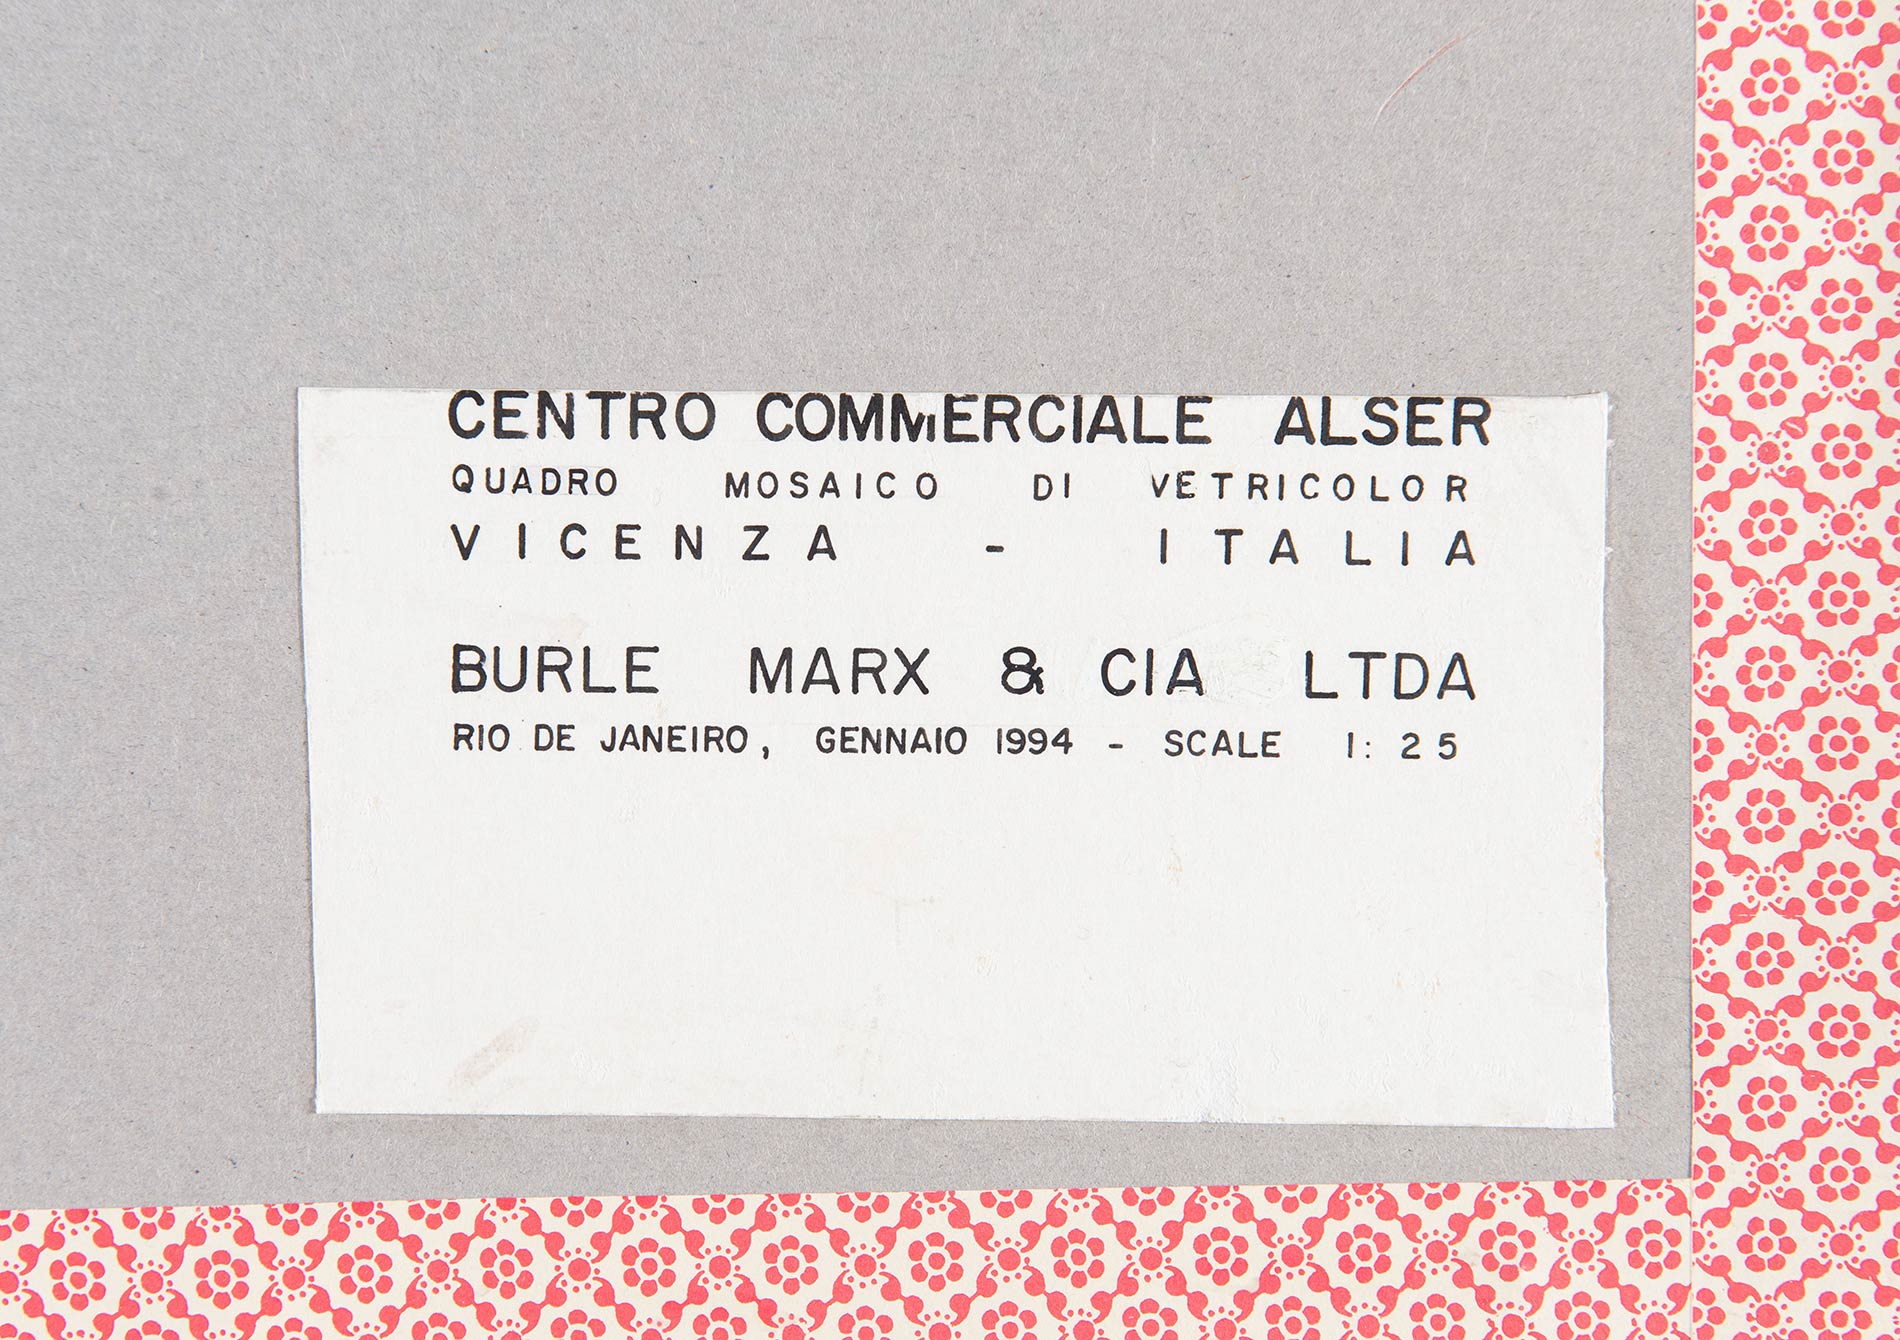 CENTRO COMMERCIALE ALSER
QUADRO MOSAICO DI VETRICOLOR
VICENZA - ITALIA
BURLE MARX & CIA LTDA
RIO DE JANEIRO, GENNAIO 1994 - SCALE 1:25